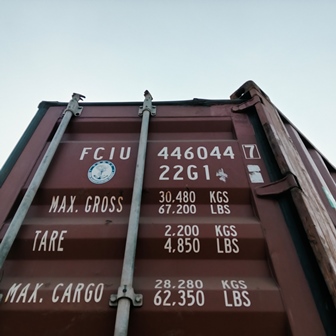 FCIU 446044 7
22G1
MAX. GROSS 30.480 KGS
67.200 LBS
TARE 2.200 KGS
4,850 LBS
MAX. CARGO 28.280 KGS
62.350 LBS